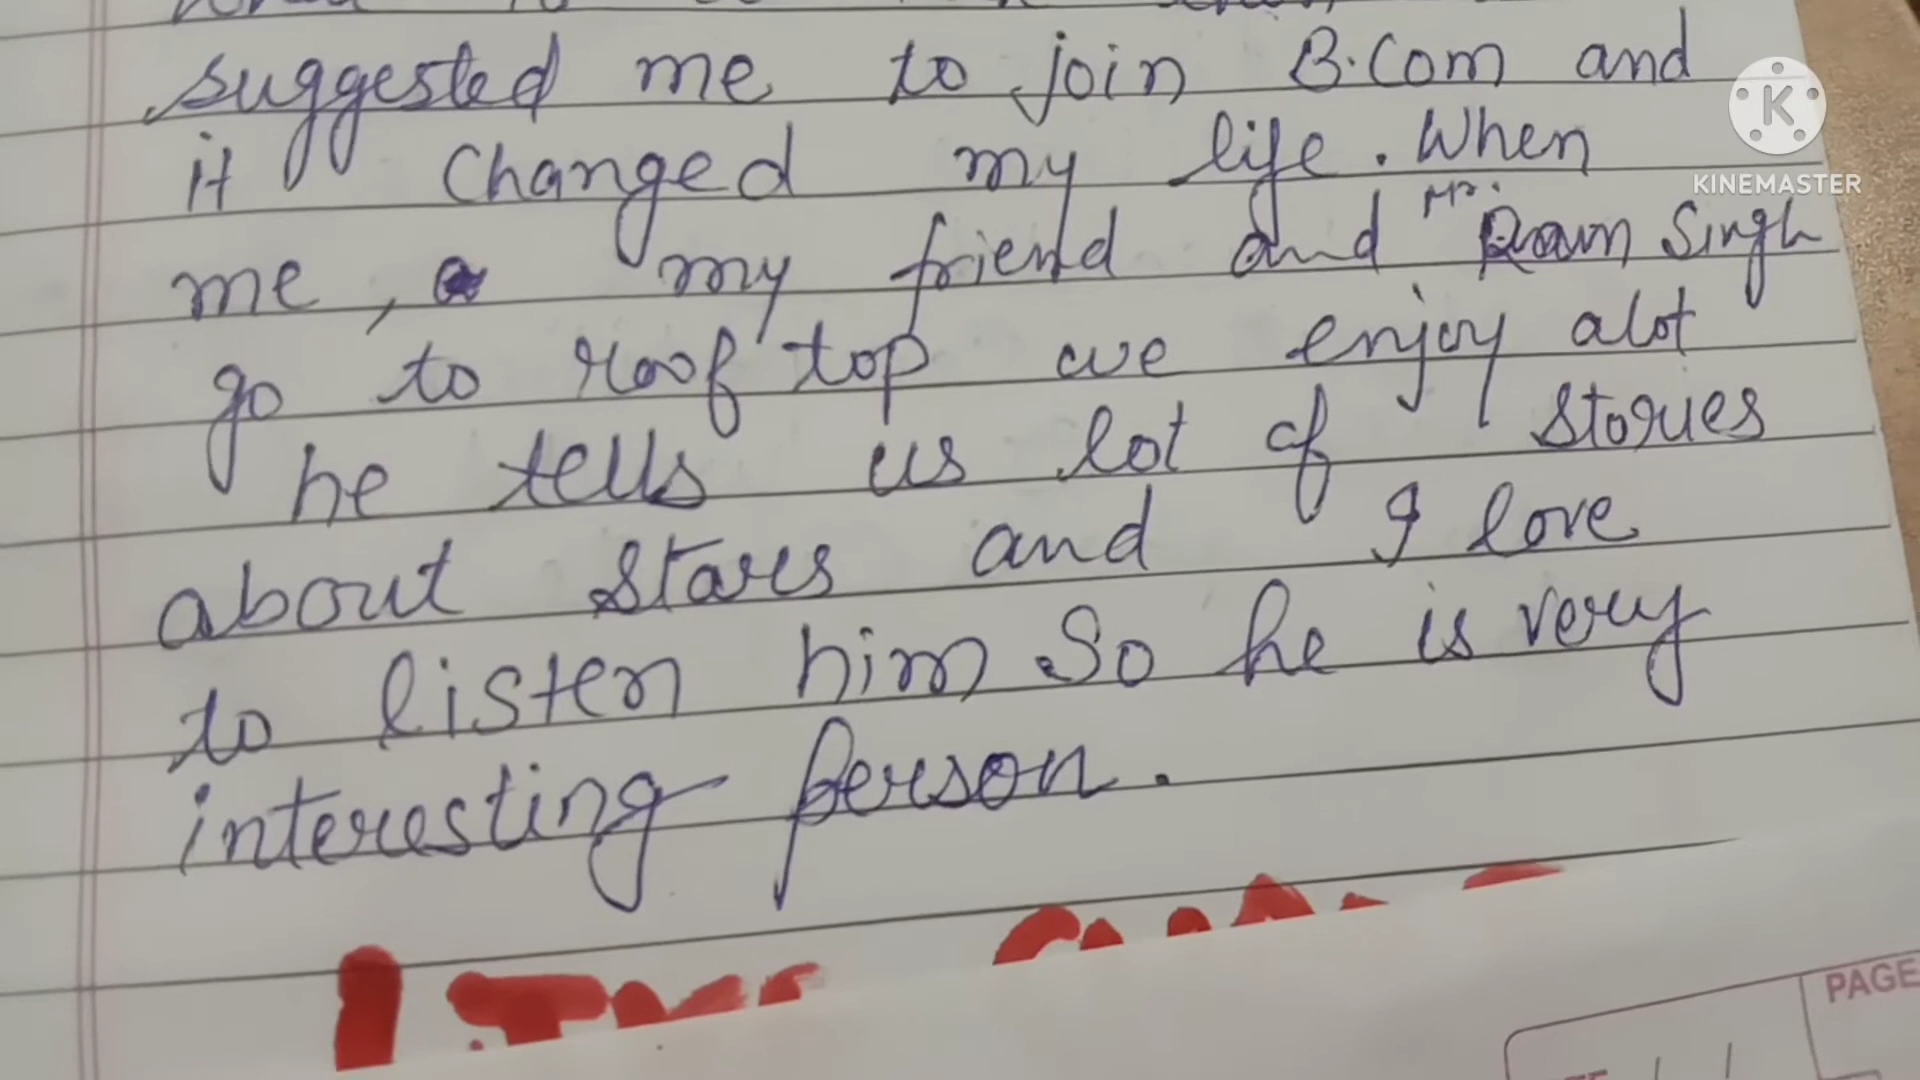 suggested me to join B.Com and
it changed my life. When
me, my friend and Mr. Ram Singh
go to roof top we enjoy alot
he tells us lot of stories
about stars and I love
to listen him. So he is very
interesting person.
KINEMASTER
PAGE